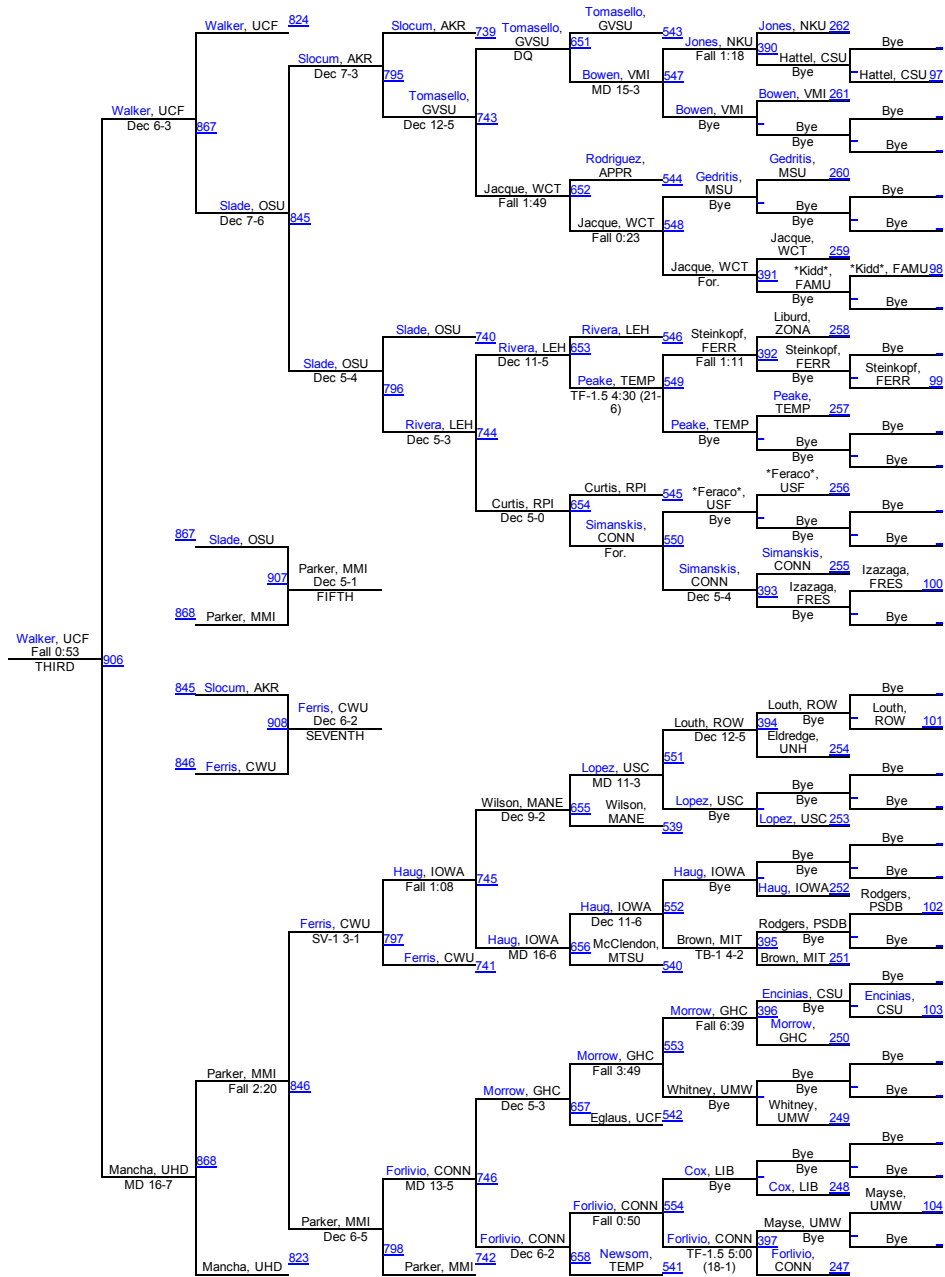 Walker, UCF 824
Slocum, AKR 739
Tomasello,
GVSU 543
Jones, NKU 262
Bye
Tomasello,
GVSU 651
DQ
Jones, NKU 390
Fall 1:18
Hattel, CSU
Bye
Hattel, CSU 97
Slocum, AKR 795
Dec 7-3
Bowen, VMI 547
MD 15-3
Bowen, VMI 261
Bye
Tomasello,
GVSU 743
Dec 12-5
Bowen, VMI
Bye
Bye
Bye
Bye
Walker, UCF 867
Dec 6-3
Rodriguez,
APPR 544
Gedritis,
MSU 260
Bye
Gedritis,
MSU
Bye
Bye
Bye
Bye
Jacque, WCT 652
Fall 1:49
Slade, OSU 845
Dec 7-6
Jacque, WCT 548
Fall 0:23
Jacque,
WCT 259
Jacque, WCT 391
For.
*Kidd*,
FAMU
Bye
*Kidd*, FAMU 98
Bye
Slade, OSU 740
Rivera, LEH 546
Liburd,
ZONA 258
Bye
Rivera, LEH 653
Dec 11-5
Steinkopf,
FERR 392
Fall 1:11
Steinkopf,
FERR
Bye
Steinkopf,
FERR 99
Slade, OSU 796
Dec 5-4
Peake, TEMP 549
TF-1.5 4:30 (21-
6)
Peake,
TEMP 257
Bye
Rivera, LEH 744
Dec 5-3
Peake, TEMP
Bye
Bye
Bye
Bye
Curtis, RPI 545
*Feraco*,
USF 256
Bye
Curtis, RPI 654
Dec 5-0
*Feraco*,
USF
Bye
Bye
Bye
Bye
867 Slade, OSU
Simanskis,
CONN 550
For.
Simanskis,
CONN 255
907 Parker, MMI
Dec 5-1
FIFTH
Simanskis,
CONN 393
Dec 5-4
Izazaga,
FRES
Bye
Izazaga,
FRES 100
Bye
868 Parker, MMI
Walker, UCF
Fall 0:53
THIRD
906
845 Slocum, AKR
908 Ferris, CWU
Dec 6-2
SEVENTH
846 Ferris, CWU
Louth, ROW
Bye
Bye
Louth,
ROW 101
Louth, ROW 394
Dec 12-5
Eldredge,
UNH 254
Lopez, USC 551
MD 11-3
Bye
Bye
Bye
Bye
Wilson, MANE 655
Dec 9-2
Lopez, USC
Bye
Lopez, USC 253
Wilson,
MANE 539
Haug, IOWA 745
Fall 1:08
Haug, IOWA
Bye
Bye
Bye
Bye
Haug, IOWA 252
Haug, IOWA 552
Dec 11-6
Rodgers,
PSDB 102
Ferris, CWU 797
SV-1 3-1
Haug, IOWA 656
MD 16-6
Brown, MIT 395
TB-1 4-2
Rodgers, PSDB
Bye
Bye
Brown, MIT 251
Ferris, CWU 741
McClendon,
MTSU 540
Morrow, GHC 396
Fall 6:39
Encinias, CSU
Bye
Bye
Encinias,
CSU 103
Morrow,
GHC 250
Parker, MMI 846
Fall 2:20
Morrow, GHC 553
Fall 3:49
Bye
Bye
Bye
Bye
Morrow, GHC 657
Dec 5-3
Whitney, UMW
Bye
Whitney,
UMW 249
Eglaus, UCF 542
Mancha, UHD 868
MD 16-7
Forlivio, CONN 746
MD 13-5
Cox, LIB
Bye
Bye
Bye
Bye
Bye
Cox, LIB 248
Forlivio, CONN 554
Fall 0:50
Mayse,
UMW 104
Parker, MMI 798
Dec 6-5
Forlivio, CONN 658
Dec 6-2
Forlivio, CONN 397
TF-1.5 5:00
(18-1)
Mayse, UMW
Bye
Bye
Mancha, UHD 823
Parker, MMI 742
Newsom,
TEMP 541
Forlivio,
CONN 247